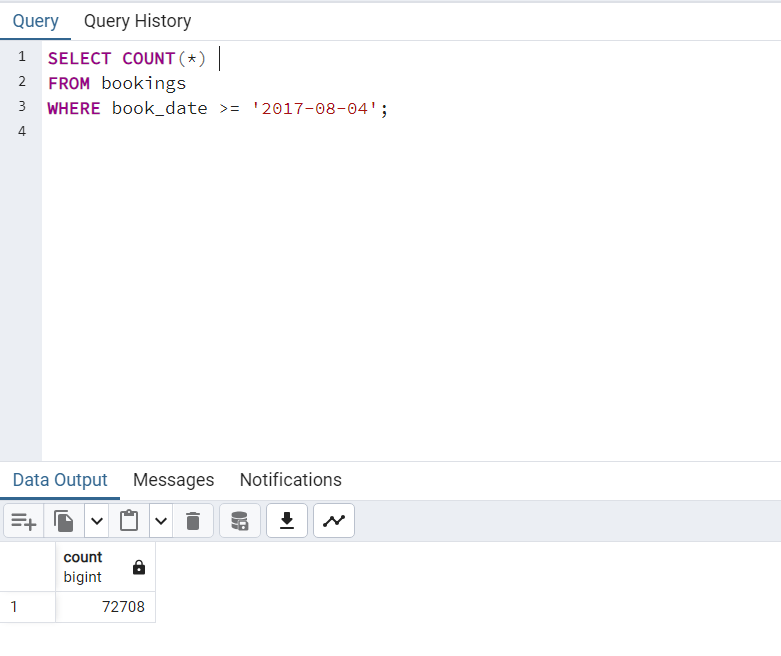 Query Query History
1 SELECT COUNT(*)
2 FROM bookings
3 WHERE book_date >= '2017-08-04';
4
Data Output Messages Notifications
count
bigint
1 72708